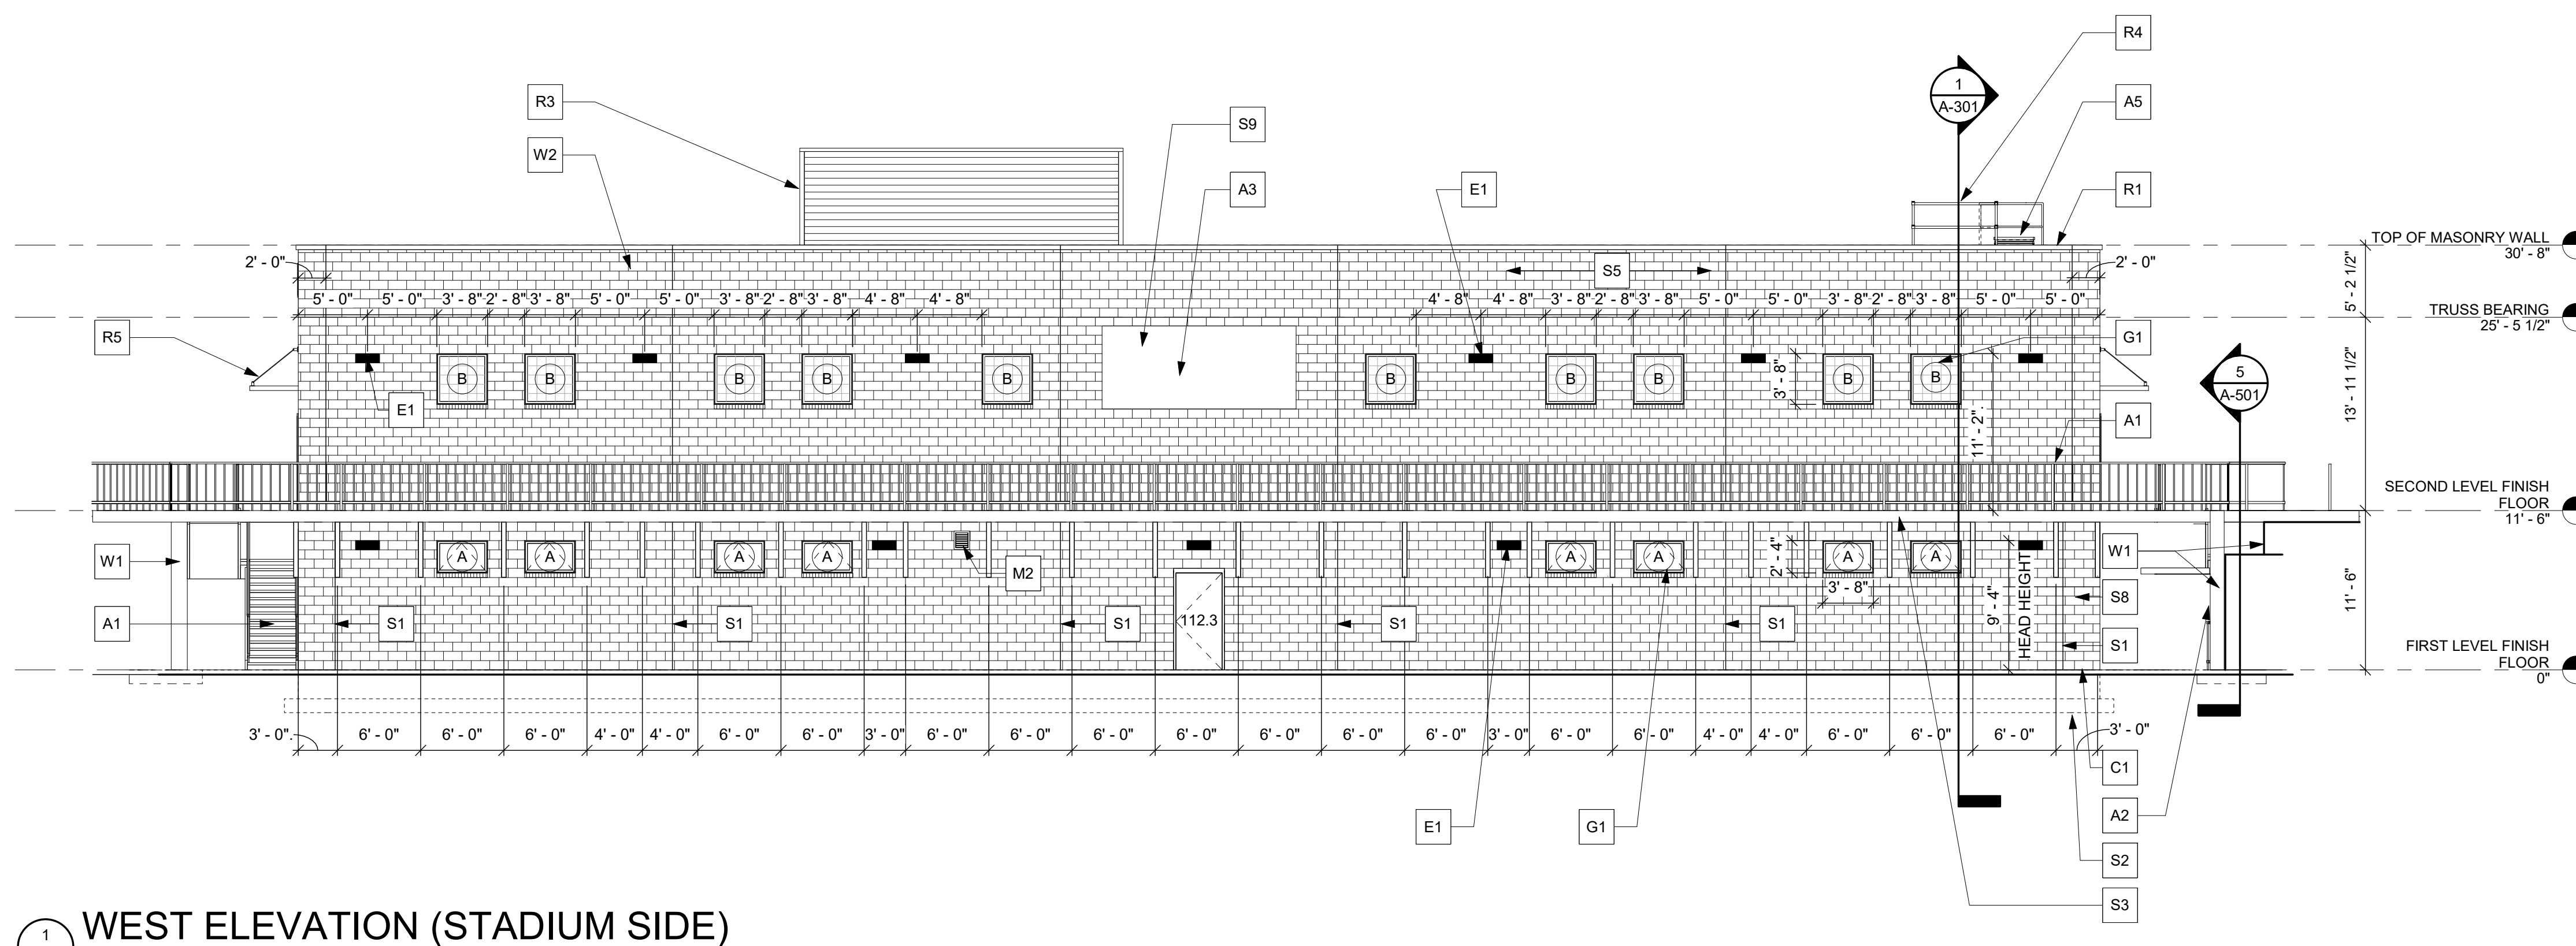 R4
1
A-301
R3
A5
S9
W2
A3
E1
R1
TOP OF MASONRY WALL
30' - 8"
2' - 0"
S5
2' - 0"
5' - 0" 5' - 0" 3' - 8" 2' - 8" 3' - 8" 5' - 0" 5' - 0" 3' - 8" 2' - 8" 3' - 8" 4' - 8" 4' - 8" 4' - 8" 4' - 8" 3' - 8" 2' - 8" 3' - 8" 5' - 0" 5' - 0" 3' - 8" 2' - 8" 3' - 8" 5' - 0" 5' - 0"
5' - 2 1/2"
TRUSS BEARING
25' - 5 1/2"
R5
G1
B B B B B B B B B B
3' - 8"
5
A-501
13' - 11 1/2"
E1
11' - 2"
A1
SECOND LEVEL FINISH
FLOOR
11' - 6"
W1
A A A A A A A A
2' - 4"
W1
M2
3' - 8"
9' - 4"
HEAD HEIGHT
11' - 6"
S8
A1
S1 S1 S1 112.3 S1 S1
S1
FIRST LEVEL FINISH
FLOOR
0"
3' - 0" 6' - 0" 6' - 0" 6' - 0" 4' - 0" 4' - 0" 6' - 0" 6' - 0" 3' - 0" 6' - 0" 6' - 0" 6' - 0" 6' - 0" 6' - 0" 6' - 0" 6' - 0" 3' - 0" 6' - 0" 6' - 0" 4' - 0" 4' - 0" 6' - 0" 6' - 0" 6' - 0" 3' - 0"
C1
E1
G1
A2
S2
S3
1
WEST ELEVATION (STADIUM SIDE)